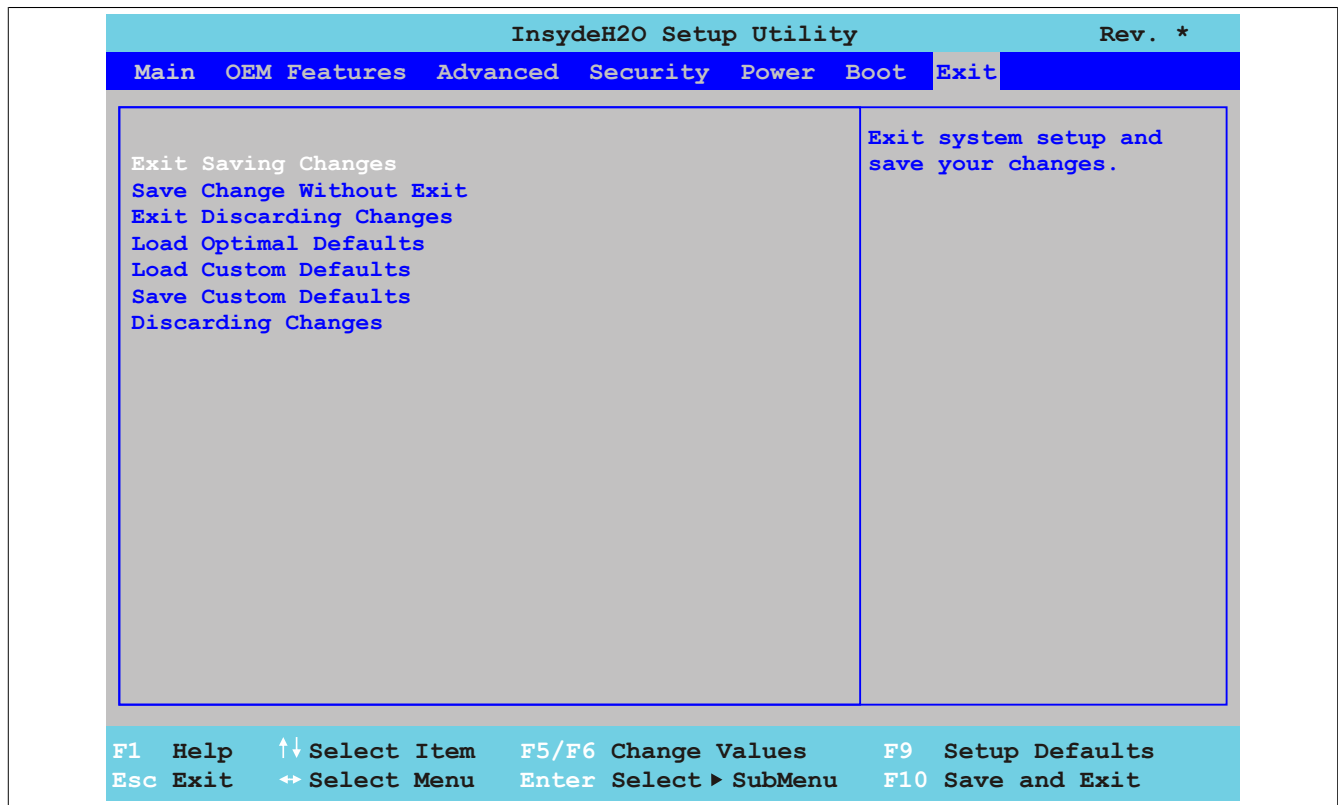 InsydeH2O Setup Utility Rev. *
Main OEM Features Advanced Security Power Boot Exit
Exit Saving Changes
Save Change Without Exit
Exit Discarding Changes
Load Optimal Defaults
Load Custom Defaults
Save Custom Defaults
Discarding Changes
Exit system setup and
save your changes.
F1 Help ↑↓ Select Item F5/F6 Change Values F9 Setup Defaults
Esc Exit ↔ Select Menu Enter Select ▶ SubMenu F10 Save and Exit